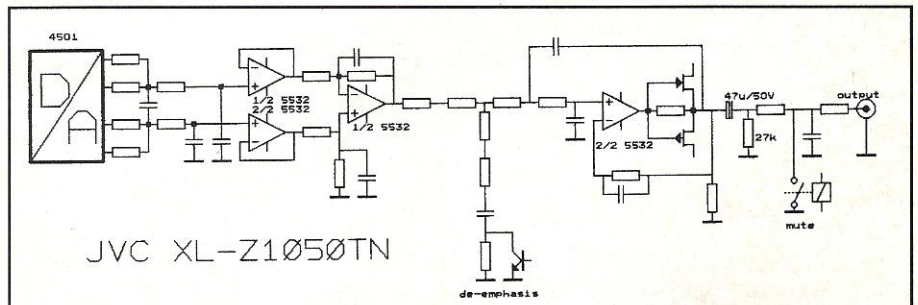 4501
D
A
1/2 5532
2/2 5532
1/2 5532
2/2 5532
47u/50V
output
27k
mute
JVC XL-Z1050TN
de-emphasis